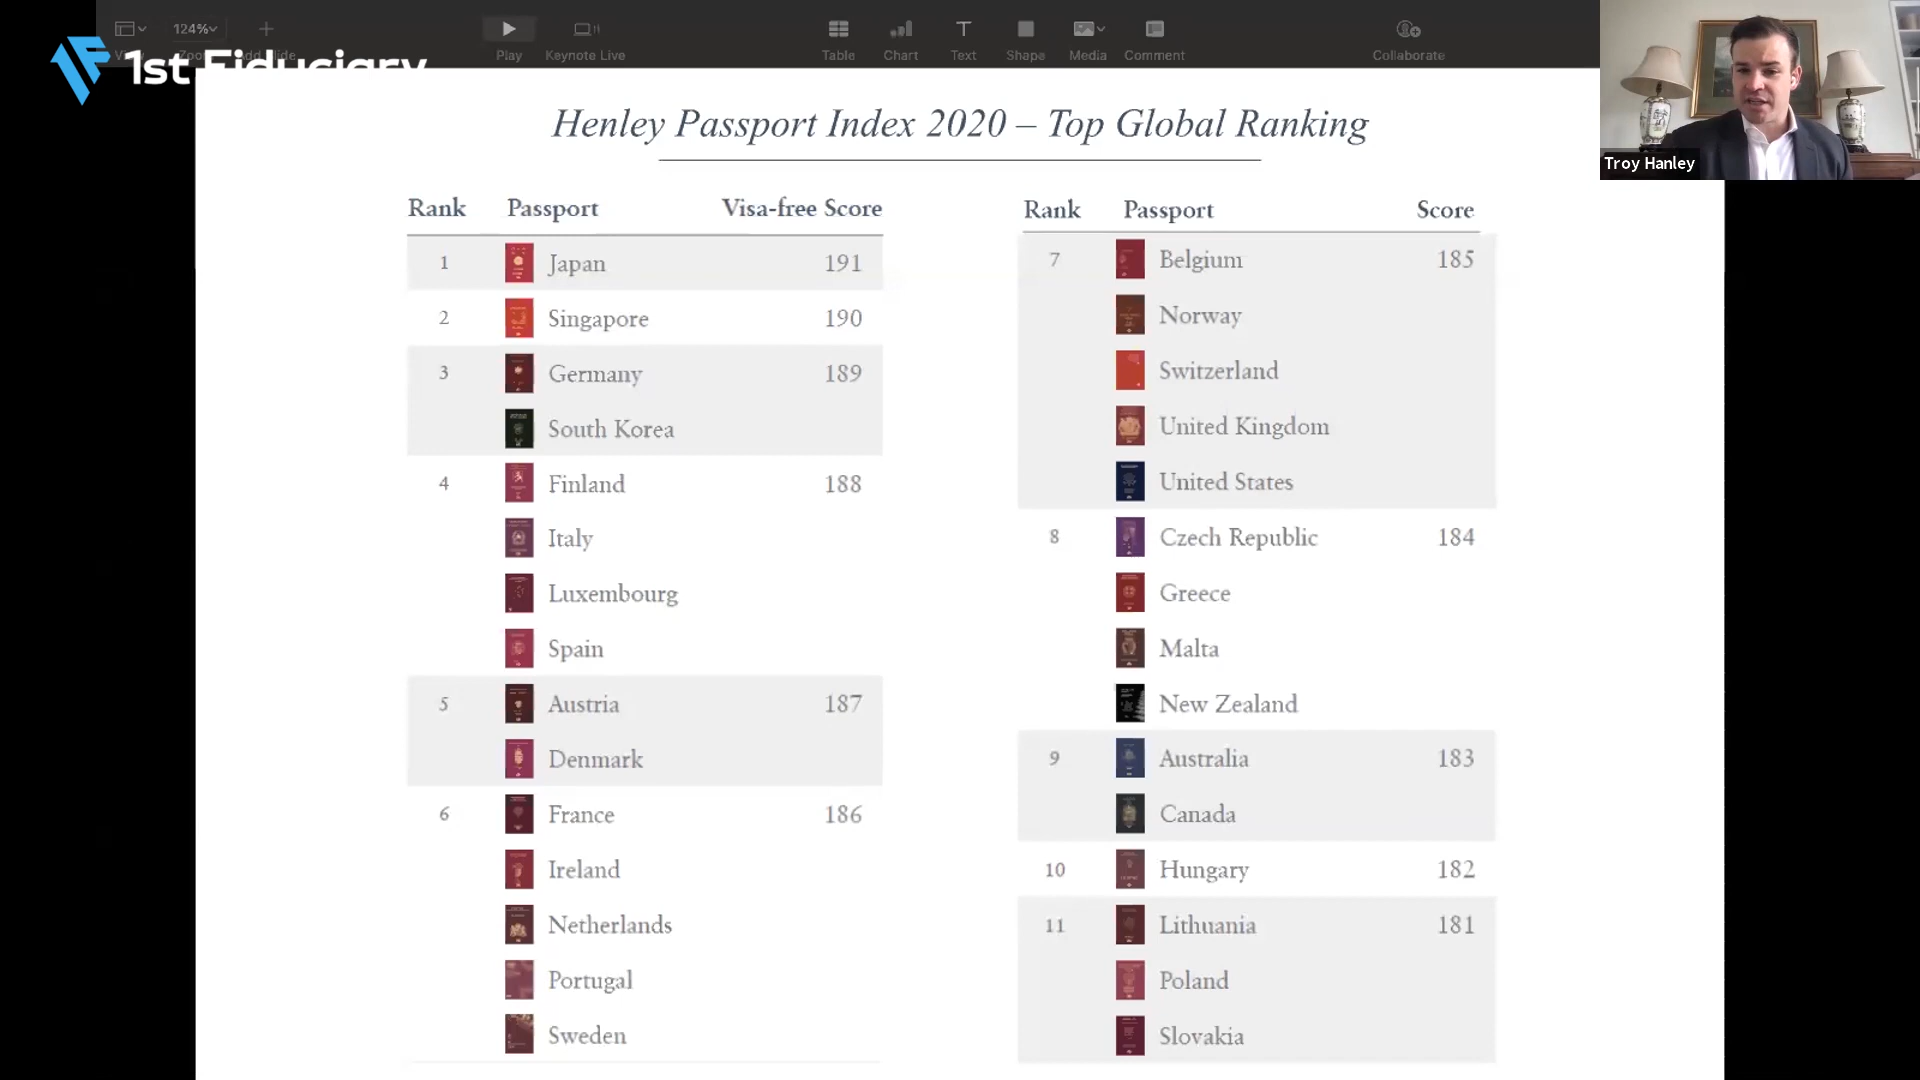 124%
Play
Keynote Live
Table
Chart
Text
Shape
Media
Comment
Collaborate
1st Fiduciary
Troy Hanley
Henley Passport Index 2020 – Top Global Ranking
Rank Passport Visa-free Score
1 Japan 191
2 Singapore 190
3 Germany 189
South Korea
4 Finland 188
Italy
Luxembourg
Spain
5 Austria 187
Denmark
6 France 186
Ireland
Netherlands
Portugal
Sweden
Rank Passport Score
7 Belgium 185
Norway
Switzerland
United Kingdom
United States
8 Czech Republic 184
Greece
Malta
New Zealand
9 Australia 183
Canada
10 Hungary 182
11 Lithuania 181
Poland
Slovakia